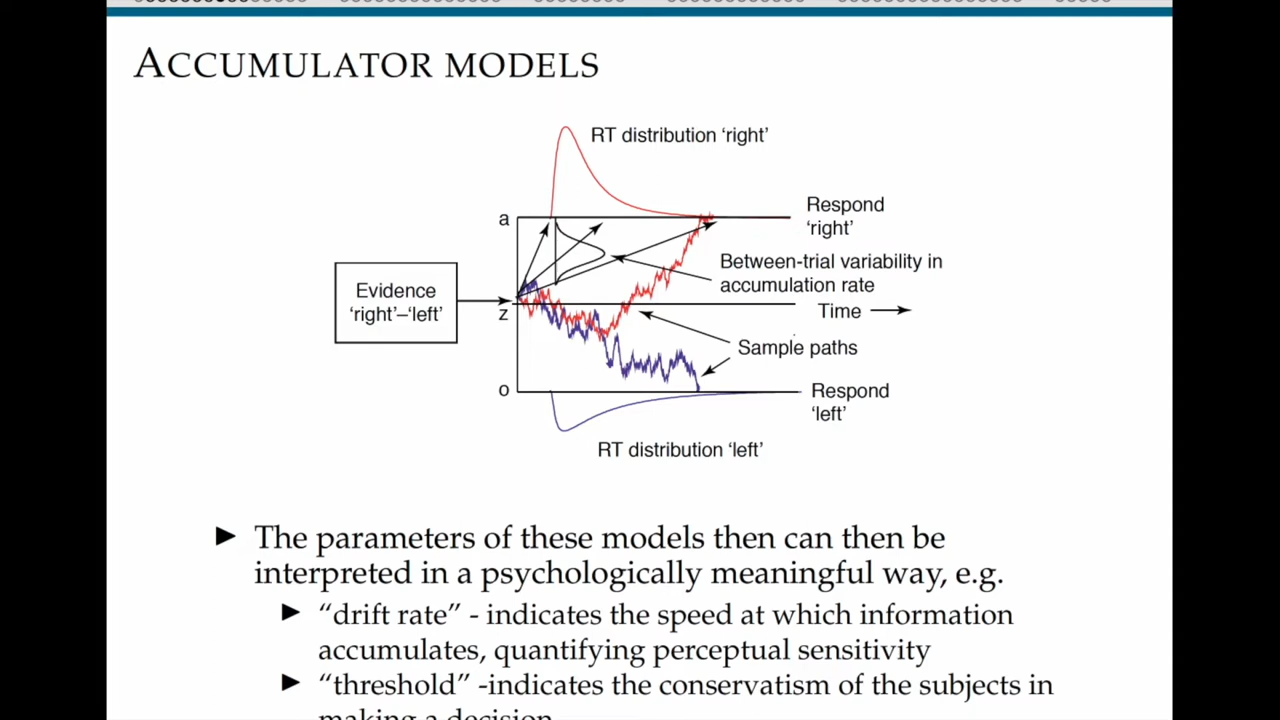 ACCUMULATOR MODELS
RT distribution ‘right’
a
Respond
‘right’
Between-trial variability in
accumulation rate
Evidence
‘right’–‘left’
z
Time
Sample paths
o
Respond
‘left’
RT distribution ‘left’
The parameters of these models then can then be
interpreted in a psychologically meaningful way, e.g.
“drift rate” - indicates the speed at which information
accumulates, quantifying perceptual sensitivity
“threshold” -indicates the conservatism of the subjects in
making a decision